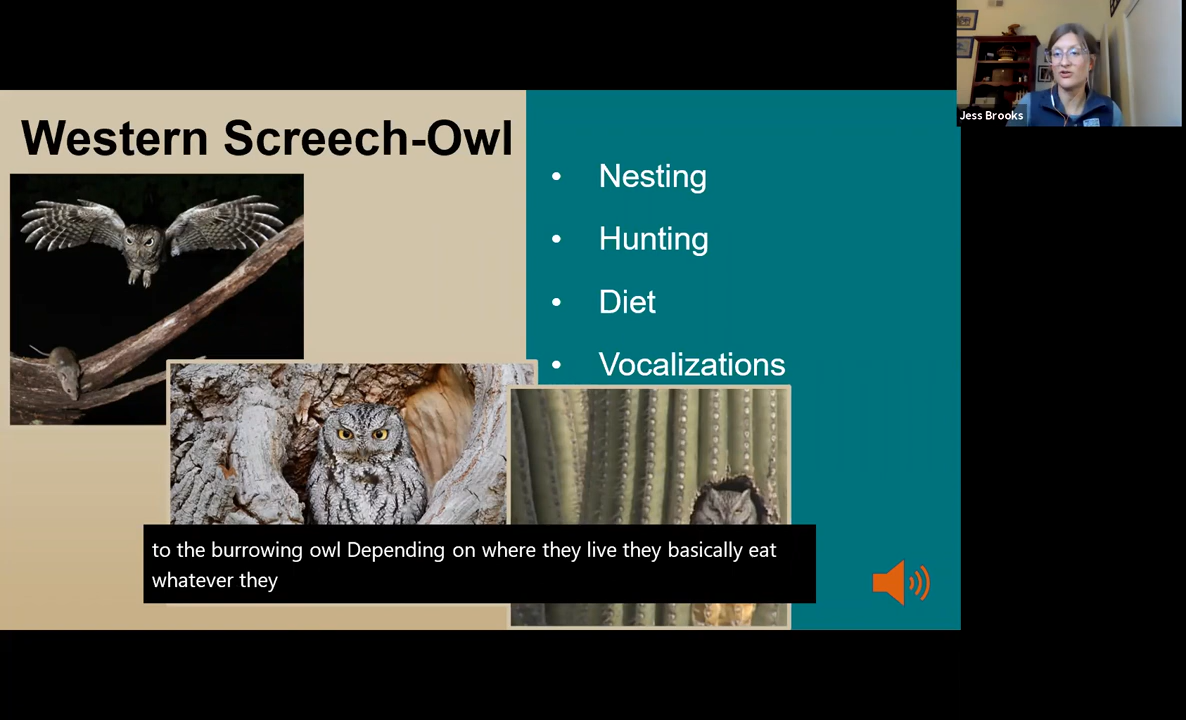 Jess Brooks
Western Screech-Owl
• Nesting
• Hunting
• Diet
• Vocalizations
to the burrowing owl Depending on where they live they basically eat
whatever they